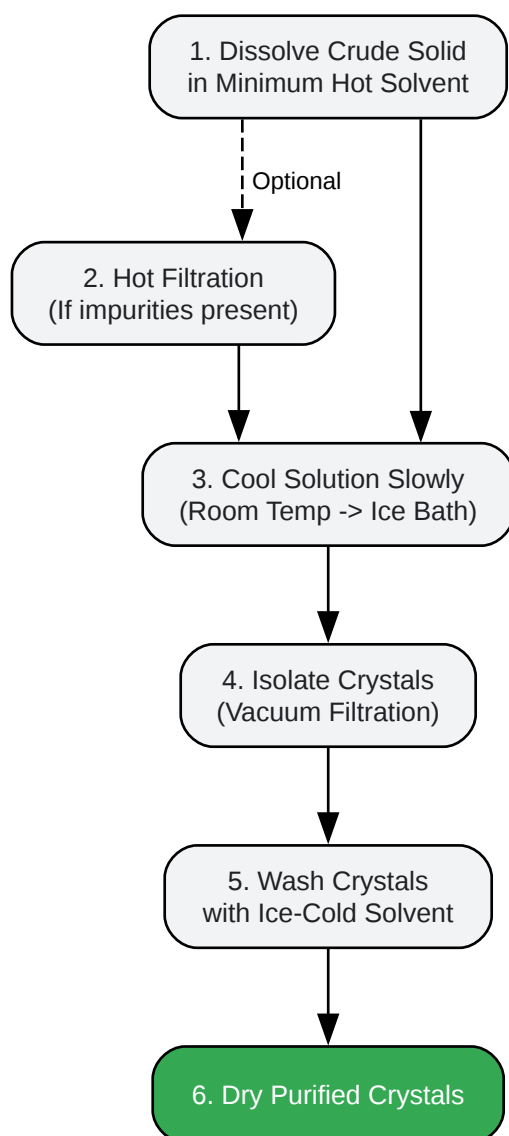 1. Dissolve Crude Solid
in Minimum Hot Solvent
Optional
2. Hot Filtration
(If impurities present)
3. Cool Solution Slowly
(Room Temp -> Ice Bath)
4. Isolate Crystals
(Vacuum Filtration)
5. Wash Crystals
with Ice-Cold Solvent
6. Dry Purified Crystals